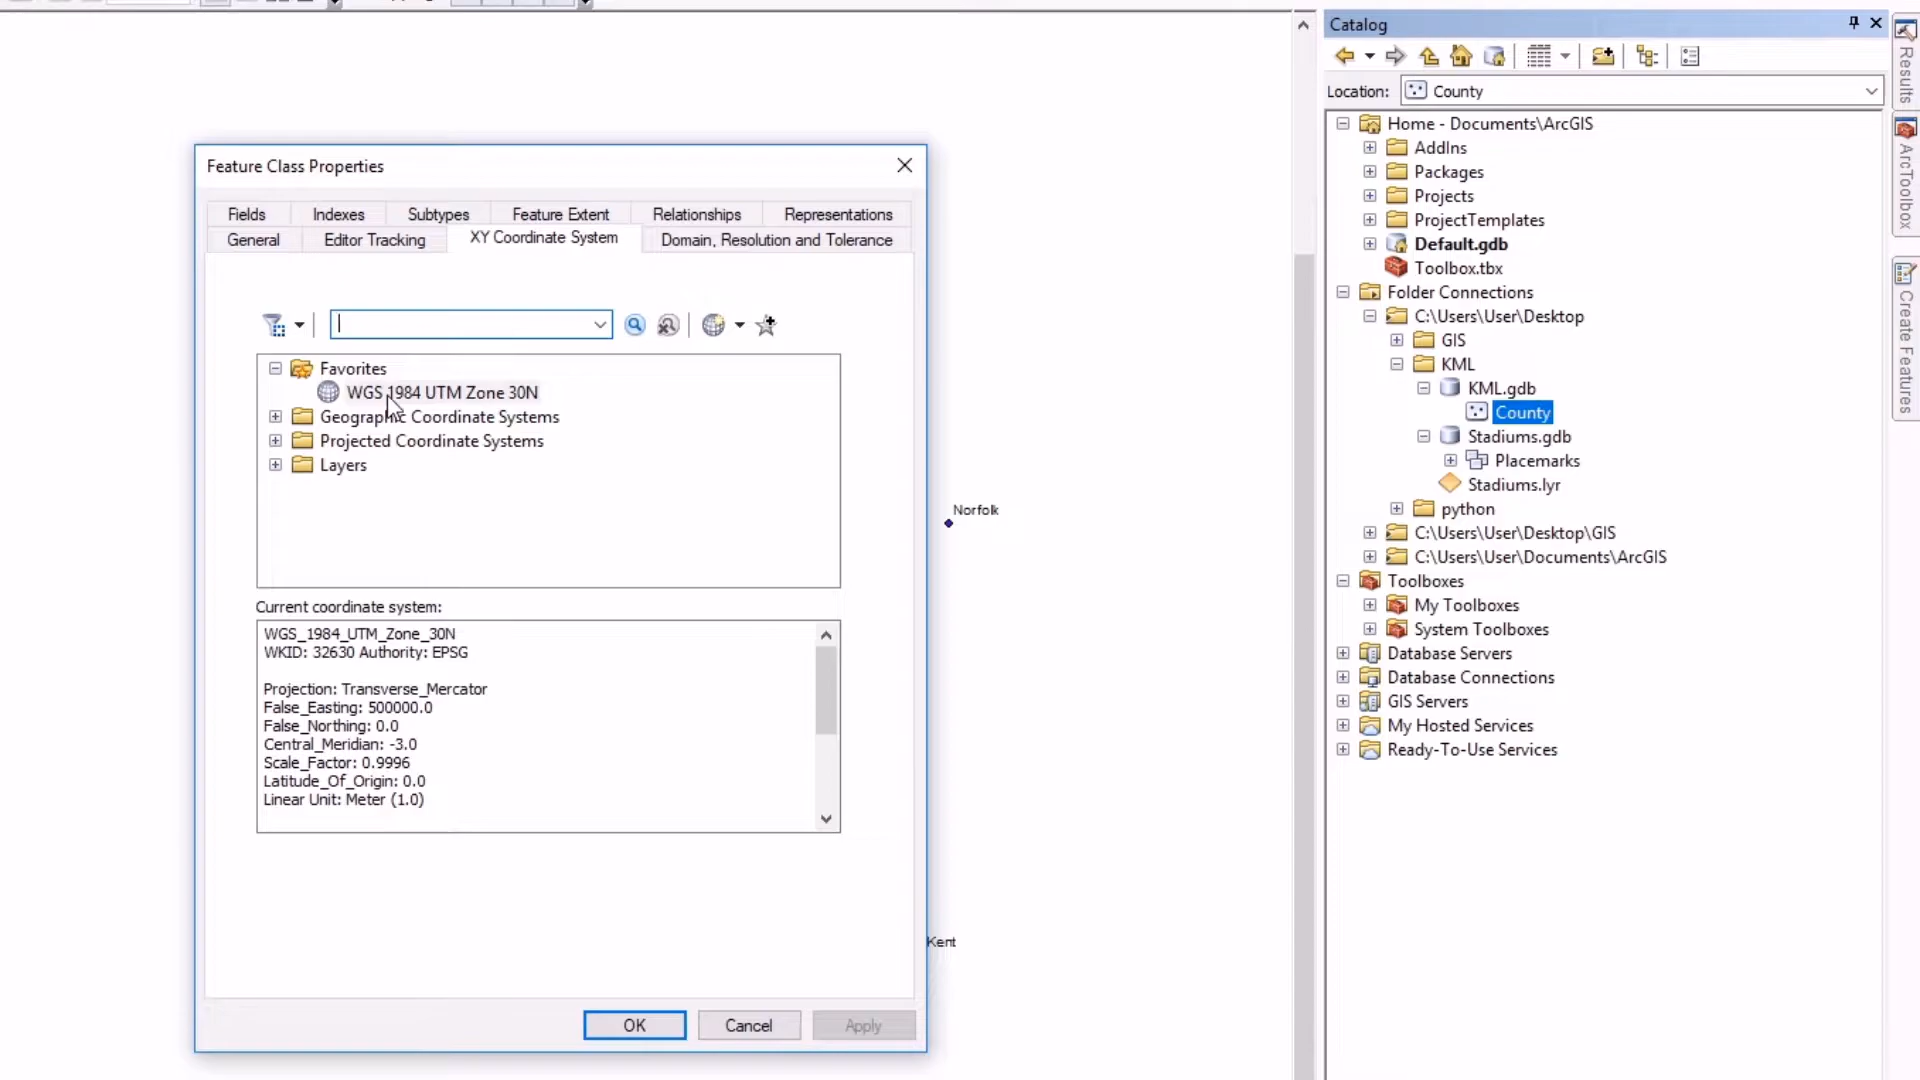 Catalog
Location:
County
Home - Documents\ArcGIS
AddIns
Packages
Projects
ProjectTemplates
Default.gdb
Toolbox.tbx
Folder Connections
C:\Users\User\Desktop
GIS
KML
KML.gdb
County
Stadiums.gdb
Placemarks
Stadiums.lyr
python
C:\Users\User\Desktop\GIS
C:\Users\User\Documents\ArcGIS
Toolboxes
My Toolboxes
System Toolboxes
Database Servers
Database Connections
GIS Servers
My Hosted Services
Ready-To-Use Services
Results
ArcToolbox
Create Features
Feature Class Properties
Fields
Indexes
Subtypes
Feature Extent
Relationships
Representations
General
Editor Tracking
XY Coordinate System
Domain, Resolution and Tolerance
Favorites
WGS 1984 UTM Zone 30N
Geographic Coordinate Systems
Projected Coordinate Systems
Layers
Current coordinate system:
WGS_1984_UTM_Zone_30N
WKID: 32630 Authority: EPSG
Projection: Transverse_Mercator
False_Easting: 500000.0
False_Northing: 0.0
Central_Meridian: -3.0
Scale_Factor: 0.9996
Latitude_Of_Origin: 0.0
Linear Unit: Meter (1.0)
OK
Cancel
Apply
Norfolk
Kent